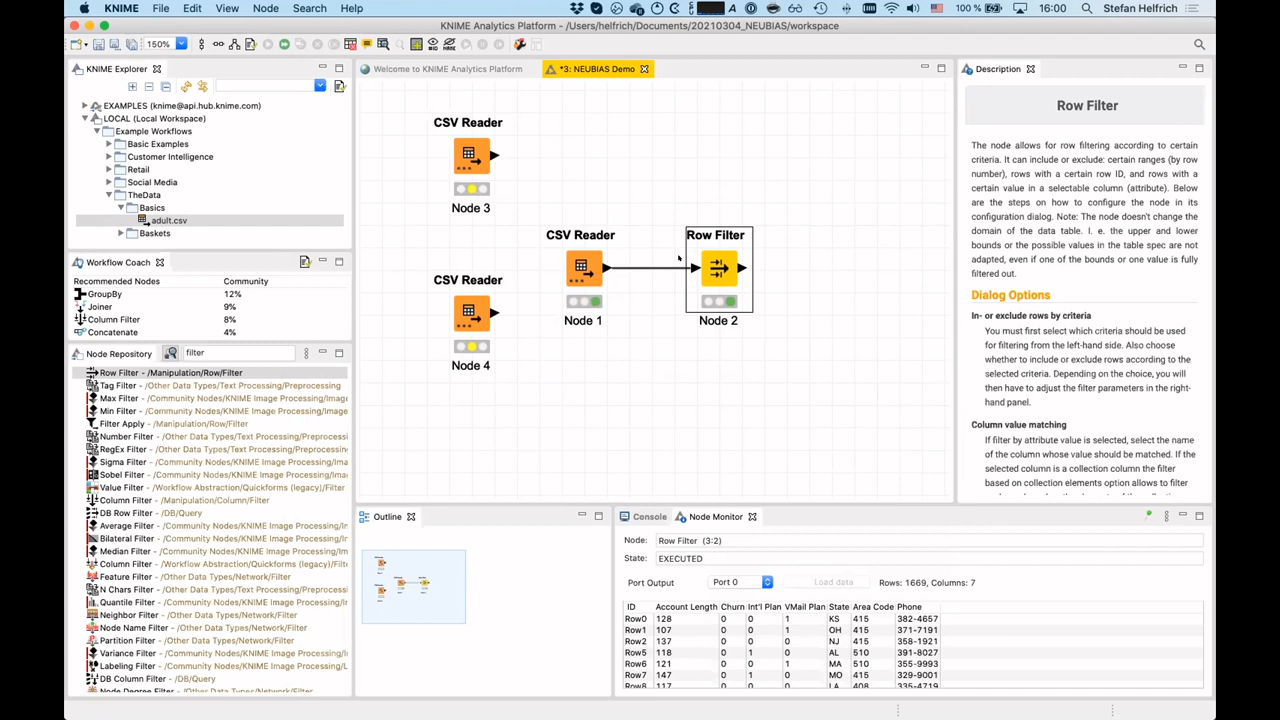 KNIME File Edit View Node Search Help 100 % 16:00 Stefan Helfrich
KNIME Analytics Platform - /Users/helfrich/Documents/20210304_NEUBIAS/workspace
150%
KNIME Explorer
EXAMPLES (knime@api.hub.knime.com)
LOCAL (Local Workspace)
Example Workflows
Basic Examples
Customer Intelligence
Retail
Social Media
TheData
Basics
adult.csv
Baskets
Workflow Coach
Recommended Nodes Community
GroupBy 12%
Joiner 9%
Column Filter 8%
Concatenate 4%
Node Repository filter
Row Filter - /Manipulation/Row/Filter
Tag Filter - /Other Data Types/Text Processing/Preprocessing
Max Filter - /Community Nodes/KNIME Image Processing/Image
Min Filter - /Community Nodes/KNIME Image Processing/Image
Filter Apply - /Manipulation/Row/Filter
Number Filter - /Other Data Types/Text Processing/Preprocess
RegEx Filter - /Other Data Types/Text Processing/Preprocessi
Sigma Filter - /Community Nodes/KNIME Image Processing/Ima
Sobel Filter - /Community Nodes/KNIME Image Processing/Ima
Value Filter - /Workflow Abstraction/Quickforms (legacy)/Filter
Column Filter - /Manipulation/Column/Filter
DB Row Filter - /DB/Query
Average Filter - /Community Nodes/KNIME Image Processing/I
Bilateral Filter - /Community Nodes/KNIME Image Processing/I
Median Filter - /Community Nodes/KNIME Image Processing/Im
Column Filter - /Workflow Abstraction/Quickforms (legacy)/Fil
Feature Filter - /Other Data Types/Network/Filter
N Chars Filter - /Other Data Types/Text Processing/Preproces
Quantile Filter - /Community Nodes/KNIME Image Processing/I
Neighbor Filter - /Other Data Types/Network/Filter
Node Name Filter - /Other Data Types/Network/Filter
Partition Filter - /Other Data Types/Network/Filter
Variance Filter - /Community Nodes/KNIME Image Processing/I
Labeling Filter - /Community Nodes/KNIME Image Processing/L
DB Column Filter - /DB/Query
Node Degree Filter - /Other Data Types/Network/Filter
Welcome to KNIME Analytics Platform
*3: NEUBIAS Demo
CSV Reader
Node 3
CSV Reader
Node 1
Row Filter
Node 2
CSV Reader
Node 4
Description
Row Filter
The node allows for row filtering according to certain
criteria. It can include or exclude: certain ranges (by row
number), rows with a certain row ID, and rows with a
certain value in a selectable column (attribute). Below
are the steps on how to configure the node in its
configuration dialog. Note: The node doesn't change the
domain of the data table. I. e. the upper and lower
bounds or the possible values in the table spec are not
adapted, even if one of the bounds or one value is fully
filtered out.
Dialog Options
In- or exclude rows by criteria
You must first select which criteria should be used
for filtering from the left-hand side. Also choose
whether to include or exclude rows according to the
selected criteria. Depending on the choice, you will
then have to adjust the filter parameters in the right-
hand panel.
Column value matching
If filter by attribute value is selected, select the name
of the column whose value should be matched. If the
selected column is a collection column the filter
based on collection elements option allows to filter
Outline
Console
Node Monitor
Node: Row Filter (3:2)
State: EXECUTED
Port Output Port 0 Load data Rows: 1669, Columns: 7
ID Account Length Churn Int'l Plan VMail Plan State Area Code Phone
Row0 128 0 0 1 KS 415 382-4657
Row1 107 0 0 1 OH 415 371-7191
Row2 137 0 0 0 NJ 415 358-1921
Row5 118 0 1 0 AL 510 391-8027
Row6 121 0 0 1 MA 510 355-9993
Row7 147 0 1 0 MO 415 329-9001
Row8 117 0 0 0 LA 408 335-4719